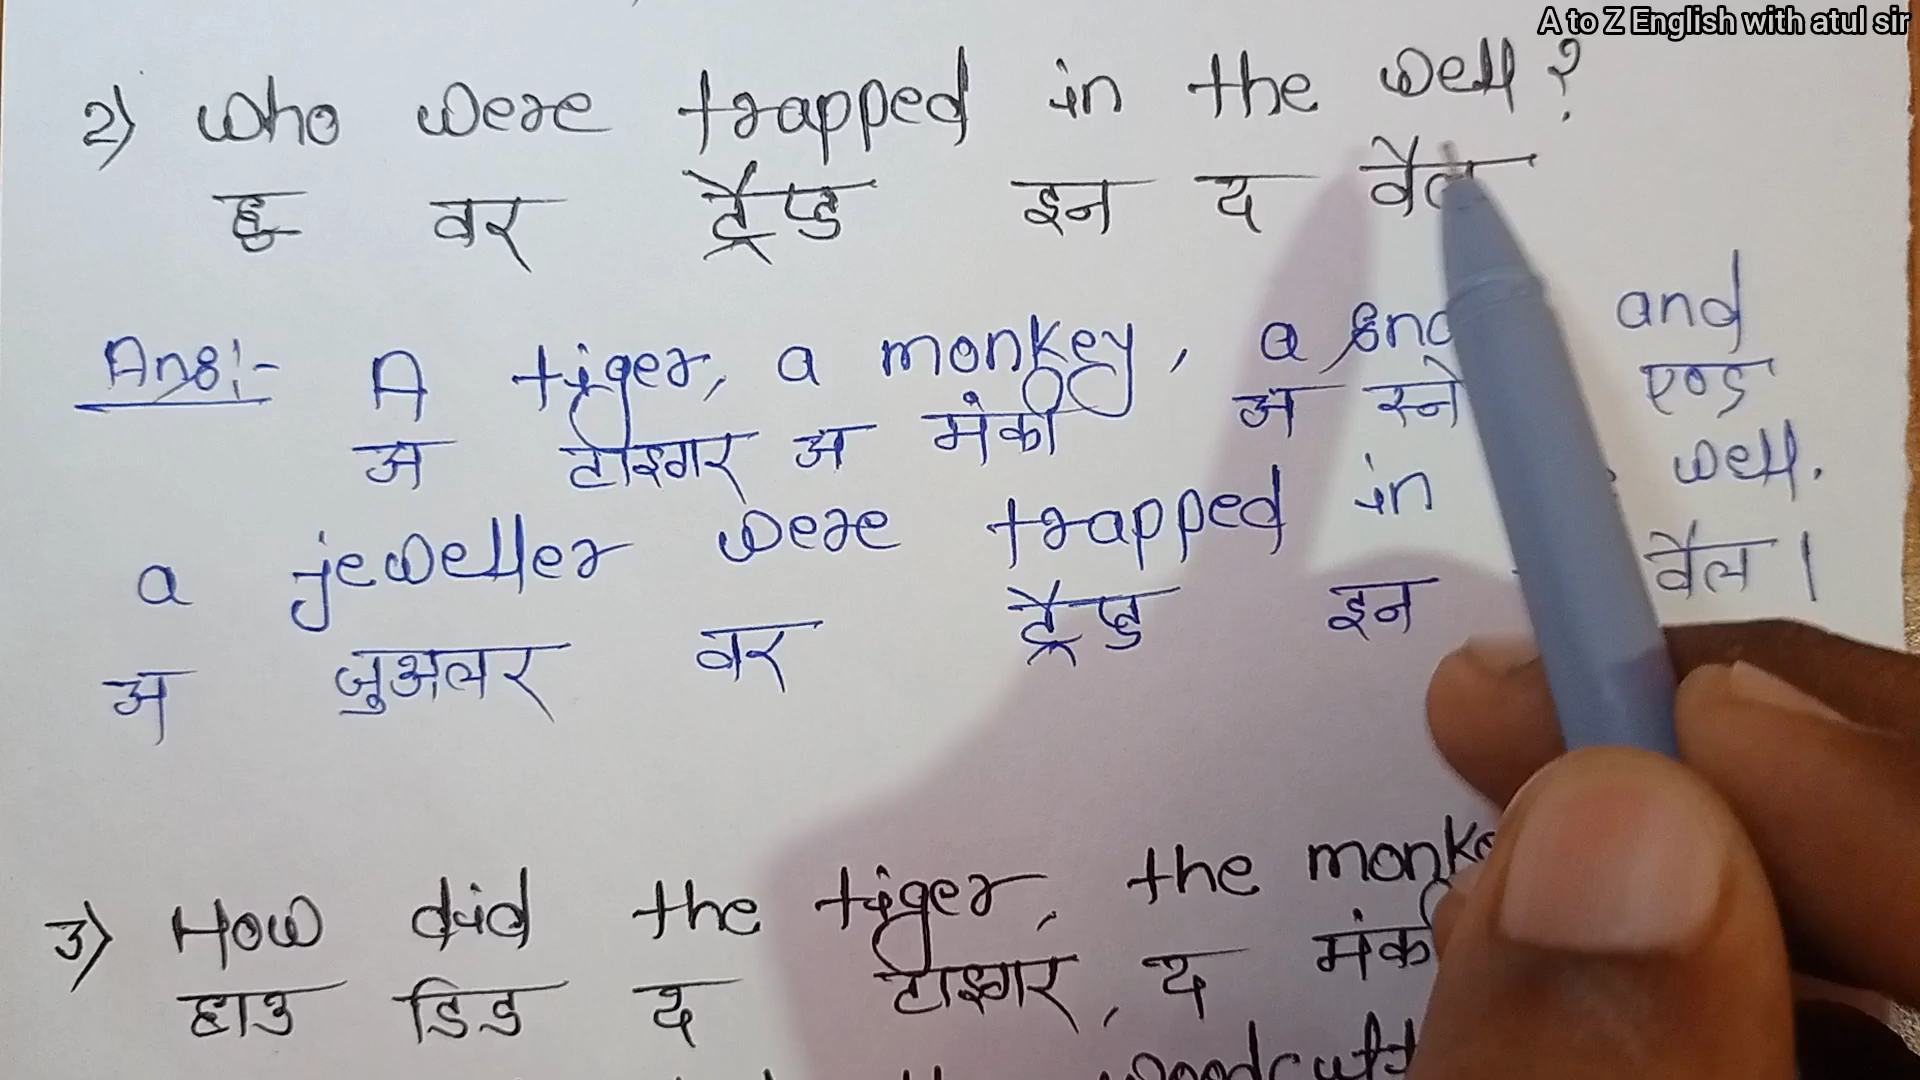 A to Z English with atul sir
2) who were trapped in the well?
हु वर ट्रैप्ड इन द वैल
Ans:- A tiger, a monkey, a and
अ टाइगर अ मंकी अ एण्ड
a jeweller were trapped in well.
अ जुअलर वर ट्रैप्ड इन वैल।
3) How did the tiger, the
हाउ डिड द टाइगर, द